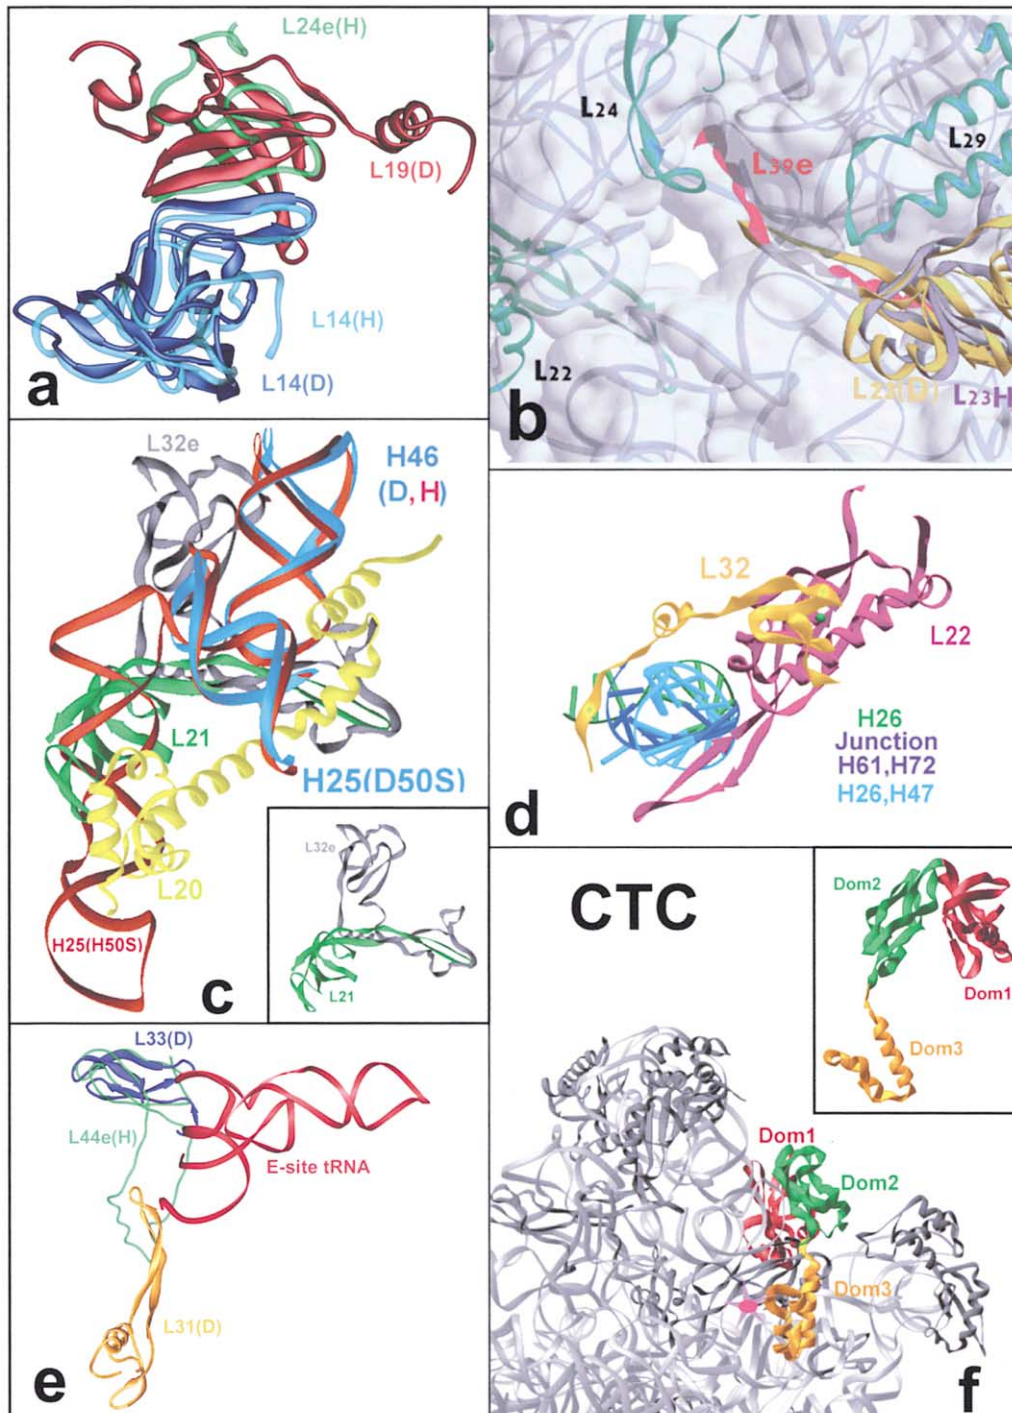 L24e(H)
L19(D)
L14(H)
L14(D)
a
L24
L39e
L29
L22
L23(D)
L23H
b
L32e
H46
(D, H)
L21
H25(D50S)
L20
H25(H50S)
c
L32e
L21
L32
L22
H26
Junction
H61,H72
H26,H47
d
L33(D)
L44e(H)
E-site tRNA
L31(D)
e
CTC
Dom2
Dom1
Dom3
Dom1
Dom2
Dom3
f